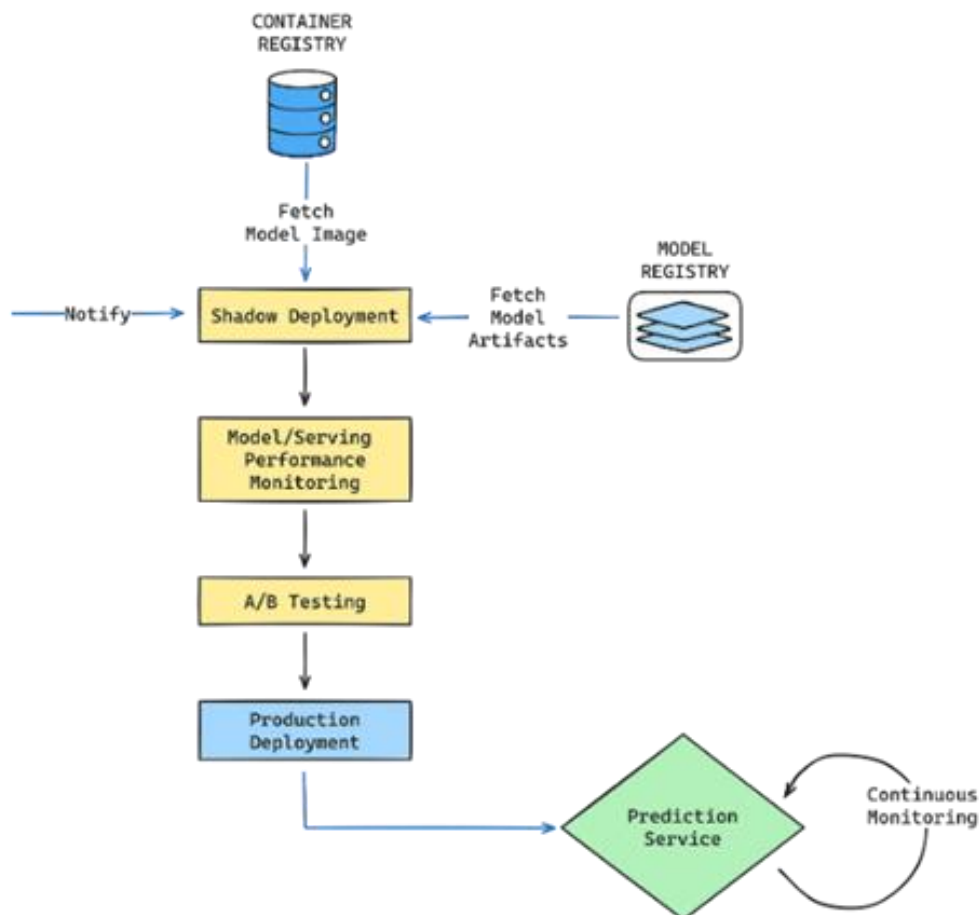 CONTAINER
REGISTRY
Fetch
Model Image
MODEL
REGISTRY
Notify
Shadow Deployment
Fetch
Model
Artifacts
Model/Serving
Performance
Monitoring
A/B Testing
Production
Deployment
Prediction
Service
Continuous
Monitoring